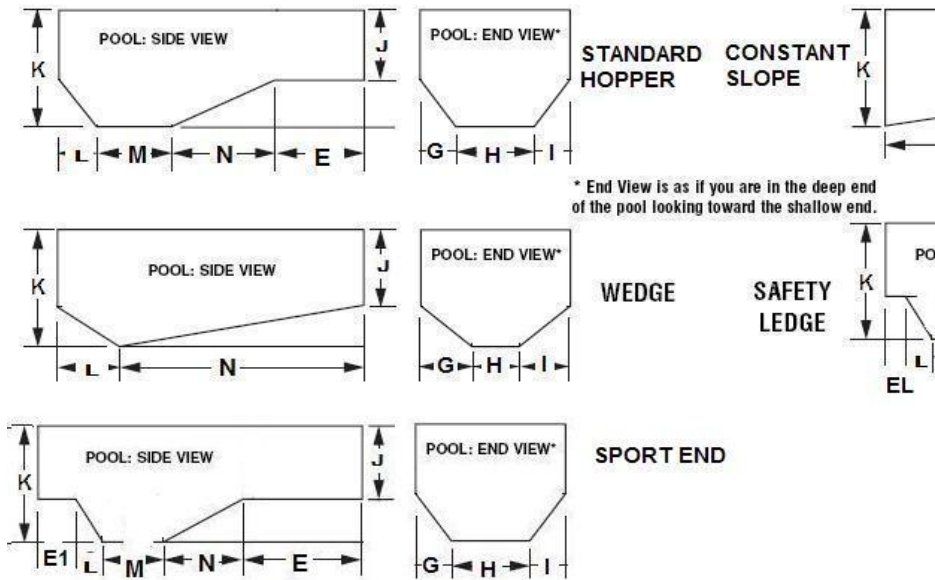 POOL: SIDE VIEW
K
J
L M N E
POOL: END VIEW*
G H I
STANDARD
HOPPER
CONSTANT
SLOPE
K
* End View is as if you are in the deep end
of the pool looking toward the shallow end.
POOL: SIDE VIEW
K
J
L N
POOL: END VIEW*
G H I
WEDGE
SAFETY
LEDGE
K
PO
EL L
POOL: SIDE VIEW
K
J
E1 L M N E
POOL: END VIEW*
G H I
SPORT END